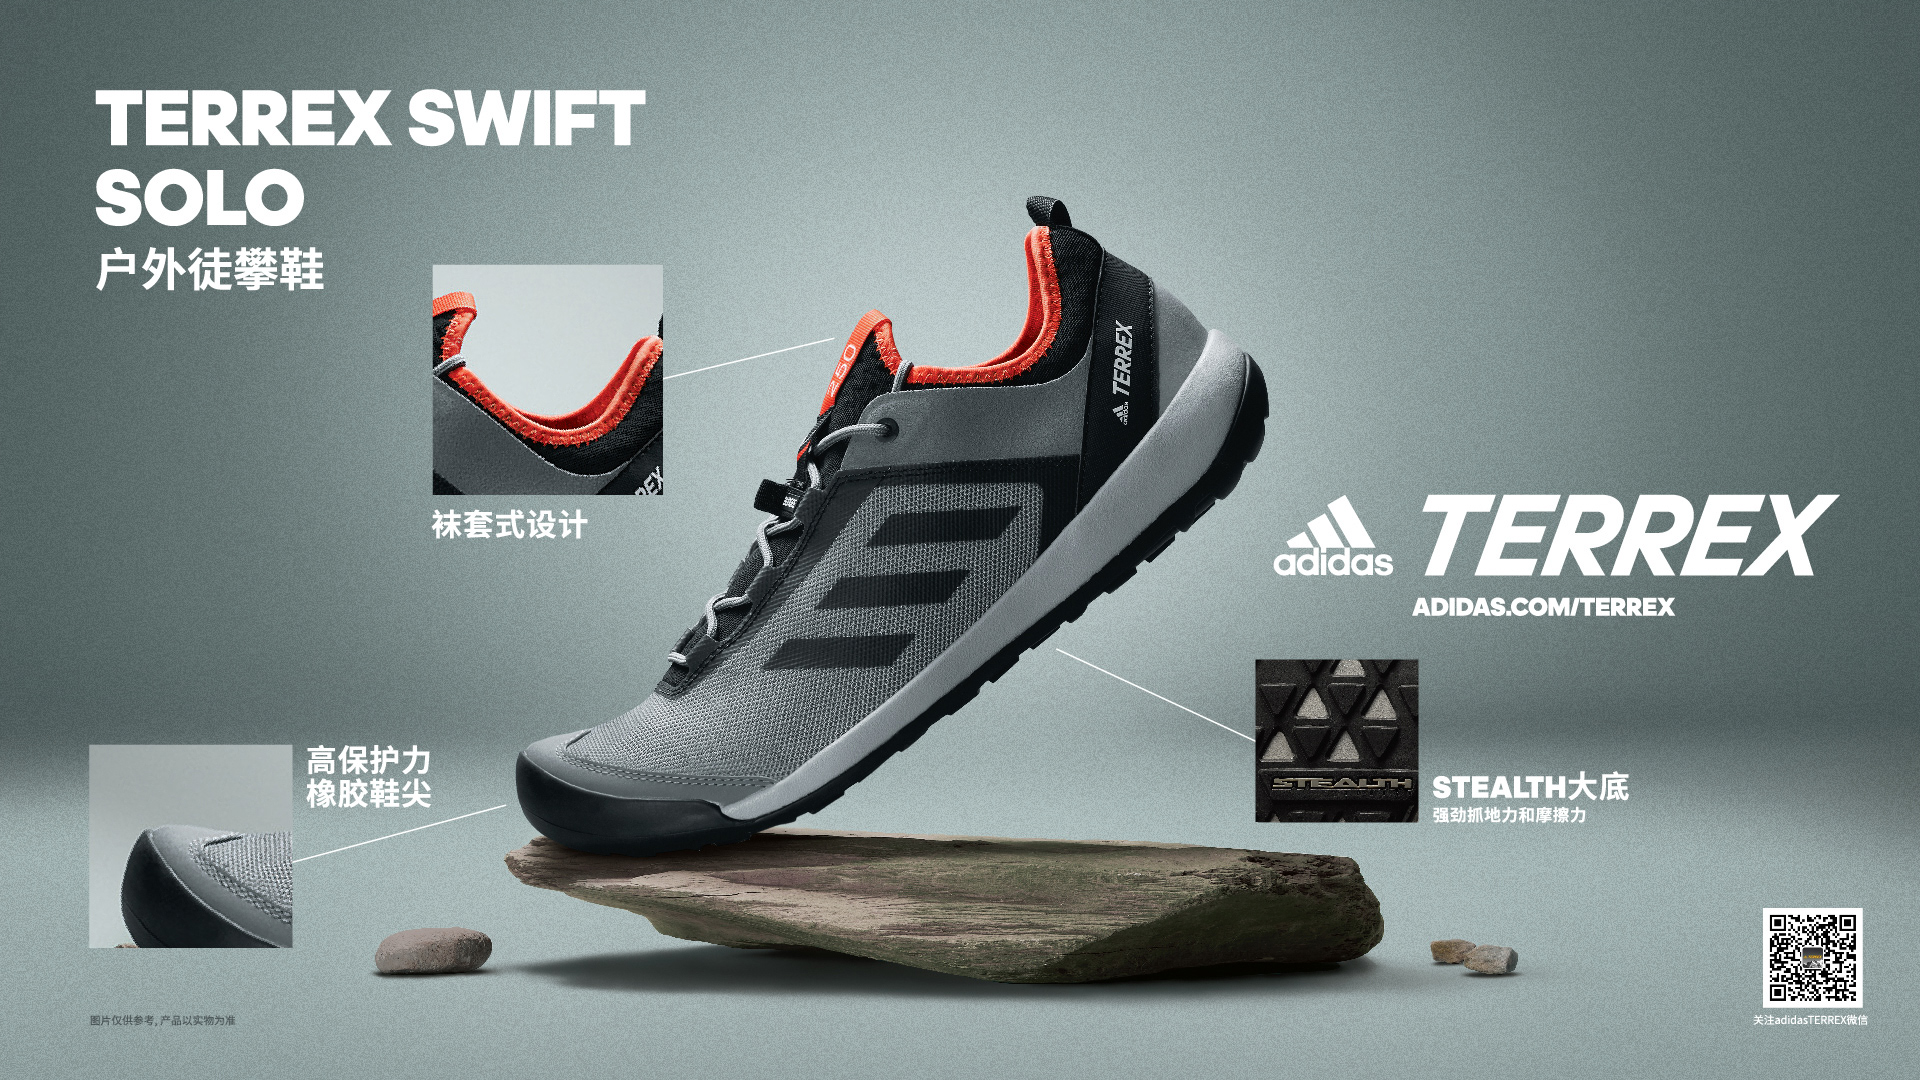 TERREX SWIFT
SOLO
户外徒攀鞋
袜套式设计
250
TERREX
adidas
TERREX
ADIDAS.COM/TERREX
高保护力
橡胶鞋尖
STEALTH
STEALTH大底
强劲抓地力和摩擦力
图片仅供参考, 产品以实物为准
关注adidasTERREX微信